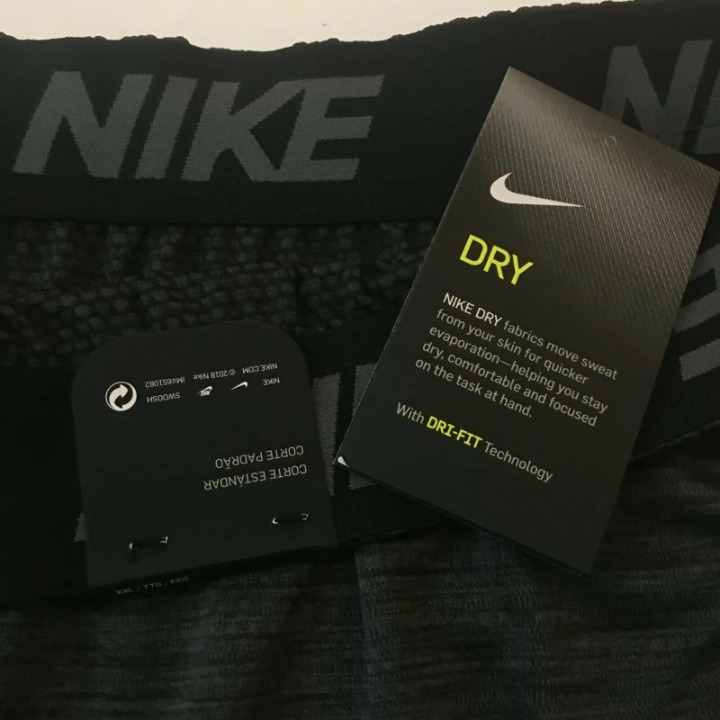 NIKE
N
DRY
NIKE DRY fabrics move sweat
from your skin for quicker
evaporation—helping you stay
dry, comfortable and focused
on the task at hand.
With DRI-FIT Technology
CORTE ESTÁNDAR
CORTE PADRÃO
NIKE SWOOSH IM#651082
NIKE.COM © 2018 Nike
XXL / TTG / EEG